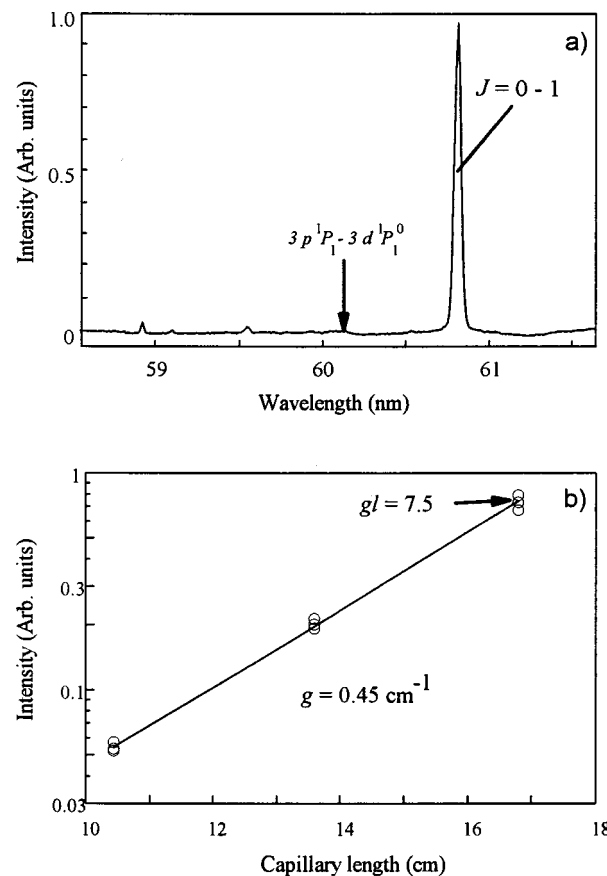 1.0
a)
J = 0 - 1
0.5
3 p ¹P₁ - 3 d ¹P₁⁰
0
59 60 61
Wavelength (nm)
Intensity (Arb. units)
1
gl = 7.5
b)
0.3
g = 0.45 cm⁻¹
0.1
0.03
10 12 14 16 18
Capillary length (cm)
Intensity (Arb. units)